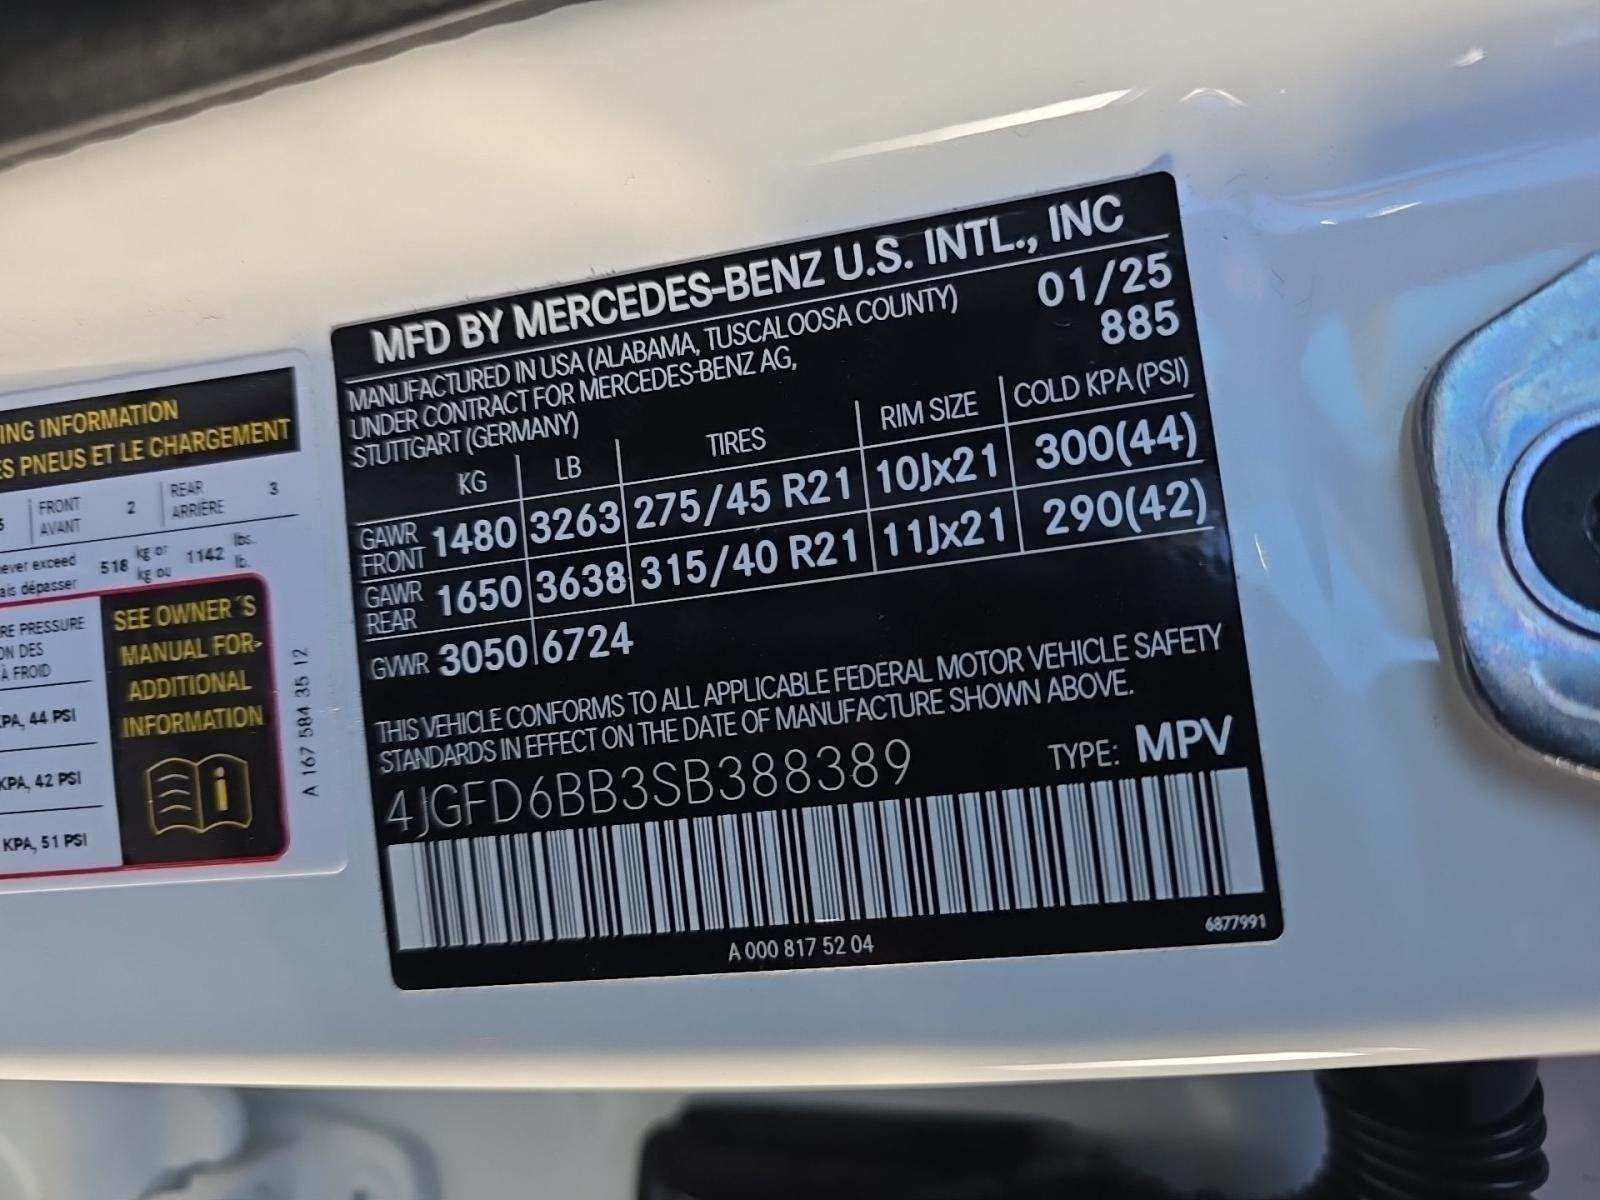 MFD BY MERCEDES-BENZ U.S. INTL., INC
MANUFACTURED IN USA (ALABAMA, TUSCALOOSA COUNTY) 01/25
UNDER CONTRACT FOR MERCEDES-BENZ AG, 885
STUTTGART (GERMANY)
KG LB TIRES RIM SIZE COLD KPA (PSI)
GAWR FRONT 1480 3263 275/45 R21 10Jx21 300(44)
GAWR REAR 1650 3638 315/40 R21 11Jx21 290(42)
GVWR 3050 6724
THIS VEHICLE CONFORMS TO ALL APPLICABLE FEDERAL MOTOR VEHICLE SAFETY
STANDARDS IN EFFECT ON THE DATE OF MANUFACTURE SHOWN ABOVE.
4JGFD6BB3SB388389 TYPE: MPV
A 000 817 52 04
6877991
ING INFORMATION
ES PNEUS ET LE CHARGEMENT
5 FRONT 2 REAR 3
AVANT ARRIÈRE
never exceed 518 kg or 1142 lbs.
ais dépasser kg ou lb.
RE PRESSURE
ON DES
À FROID
KPA, 44 PSI
KPA, 42 PSI
KPA, 51 PSI
SEE OWNER´S
MANUAL FOR
ADDITIONAL
INFORMATION
A 167 584 35 12